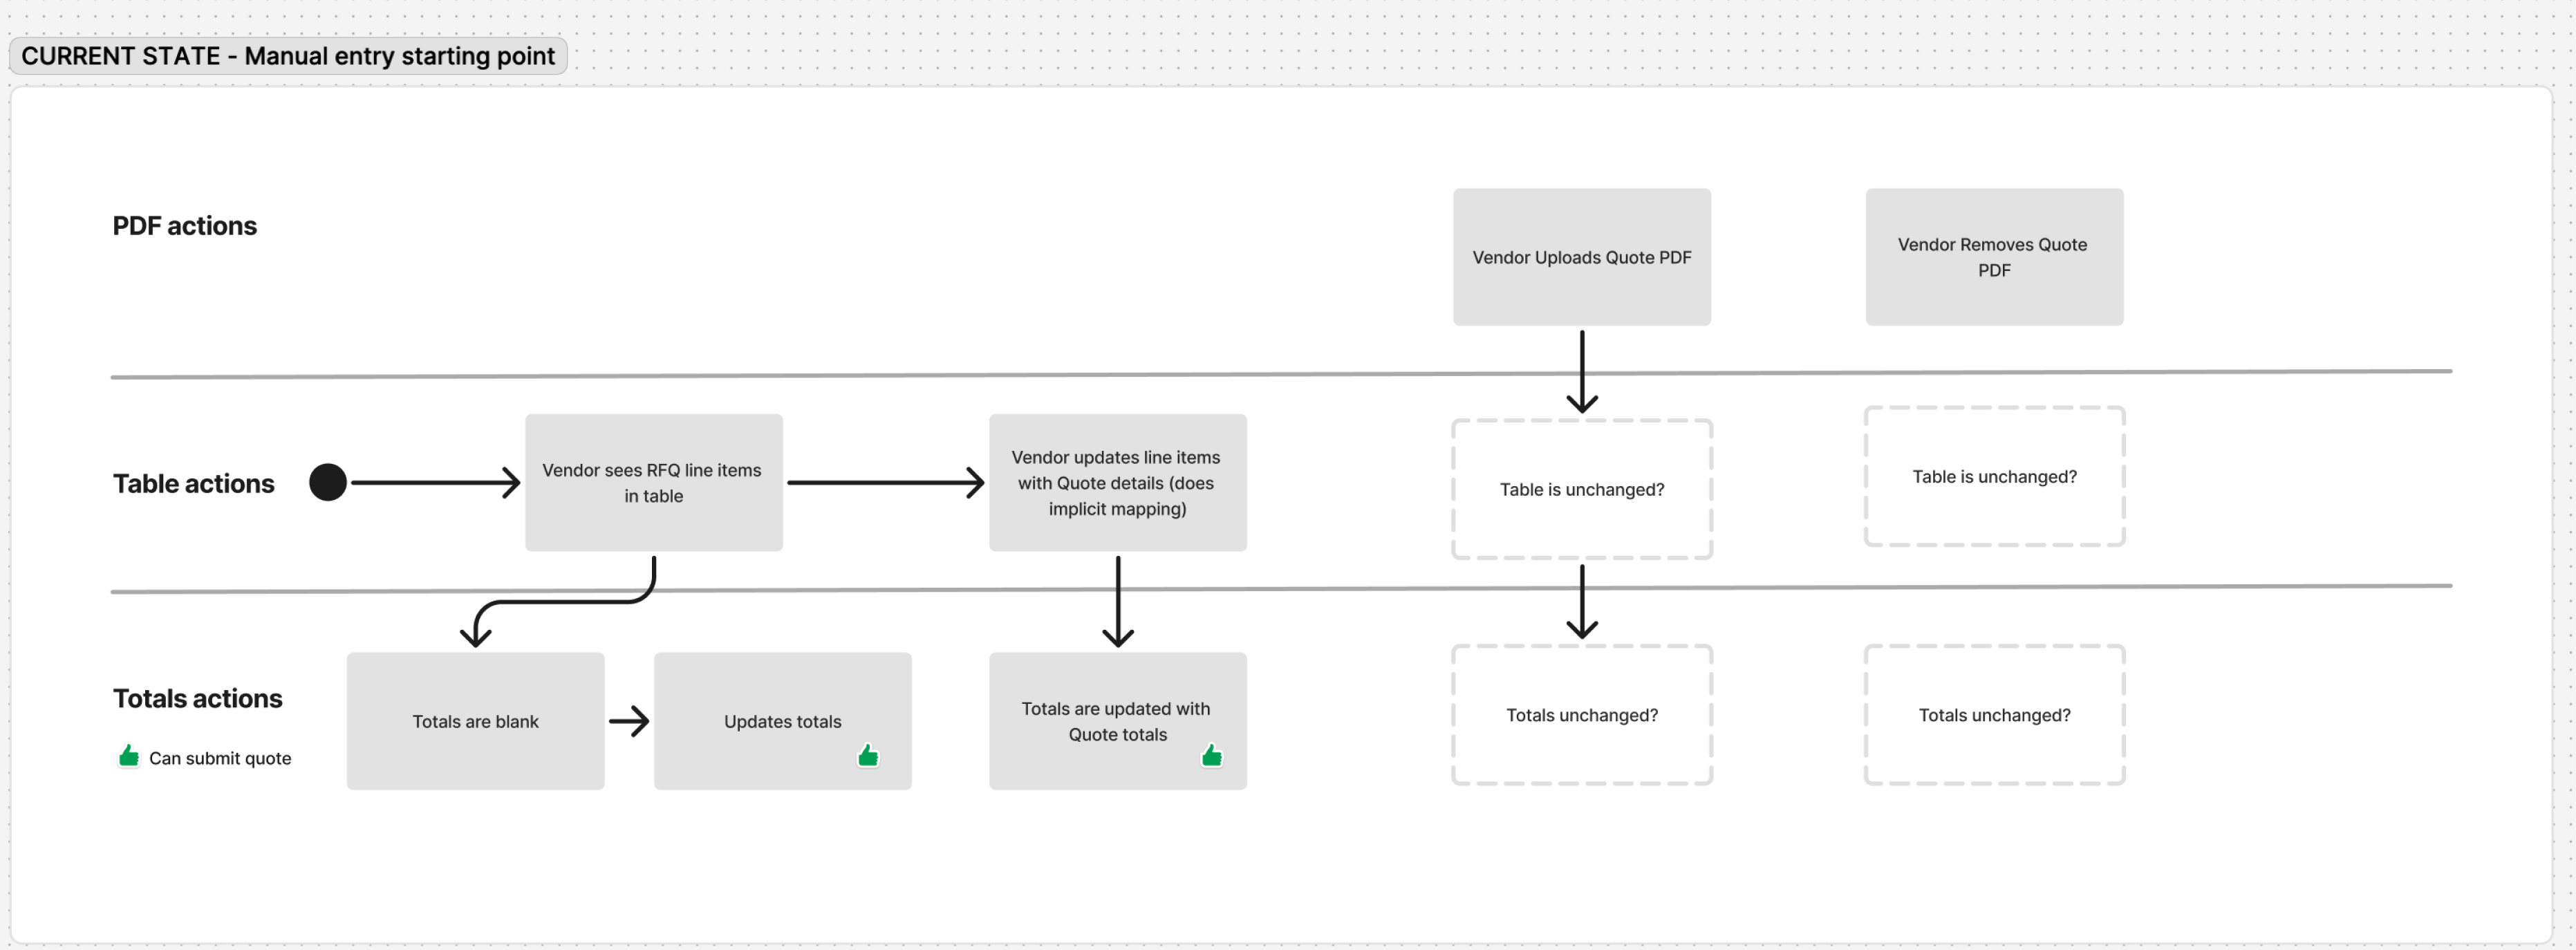 CURRENT STATE - Manual entry starting point
PDF actions
Vendor Uploads Quote PDF
Vendor Removes Quote
PDF
Table actions
Vendor sees RFQ line items
in table
Vendor updates line items
with Quote details (does
implicit mapping)
Table is unchanged?
Table is unchanged?
Totals actions
Can submit quote
Totals are blank
Updates totals
Totals are updated with
Quote totals
Totals unchanged?
Totals unchanged?